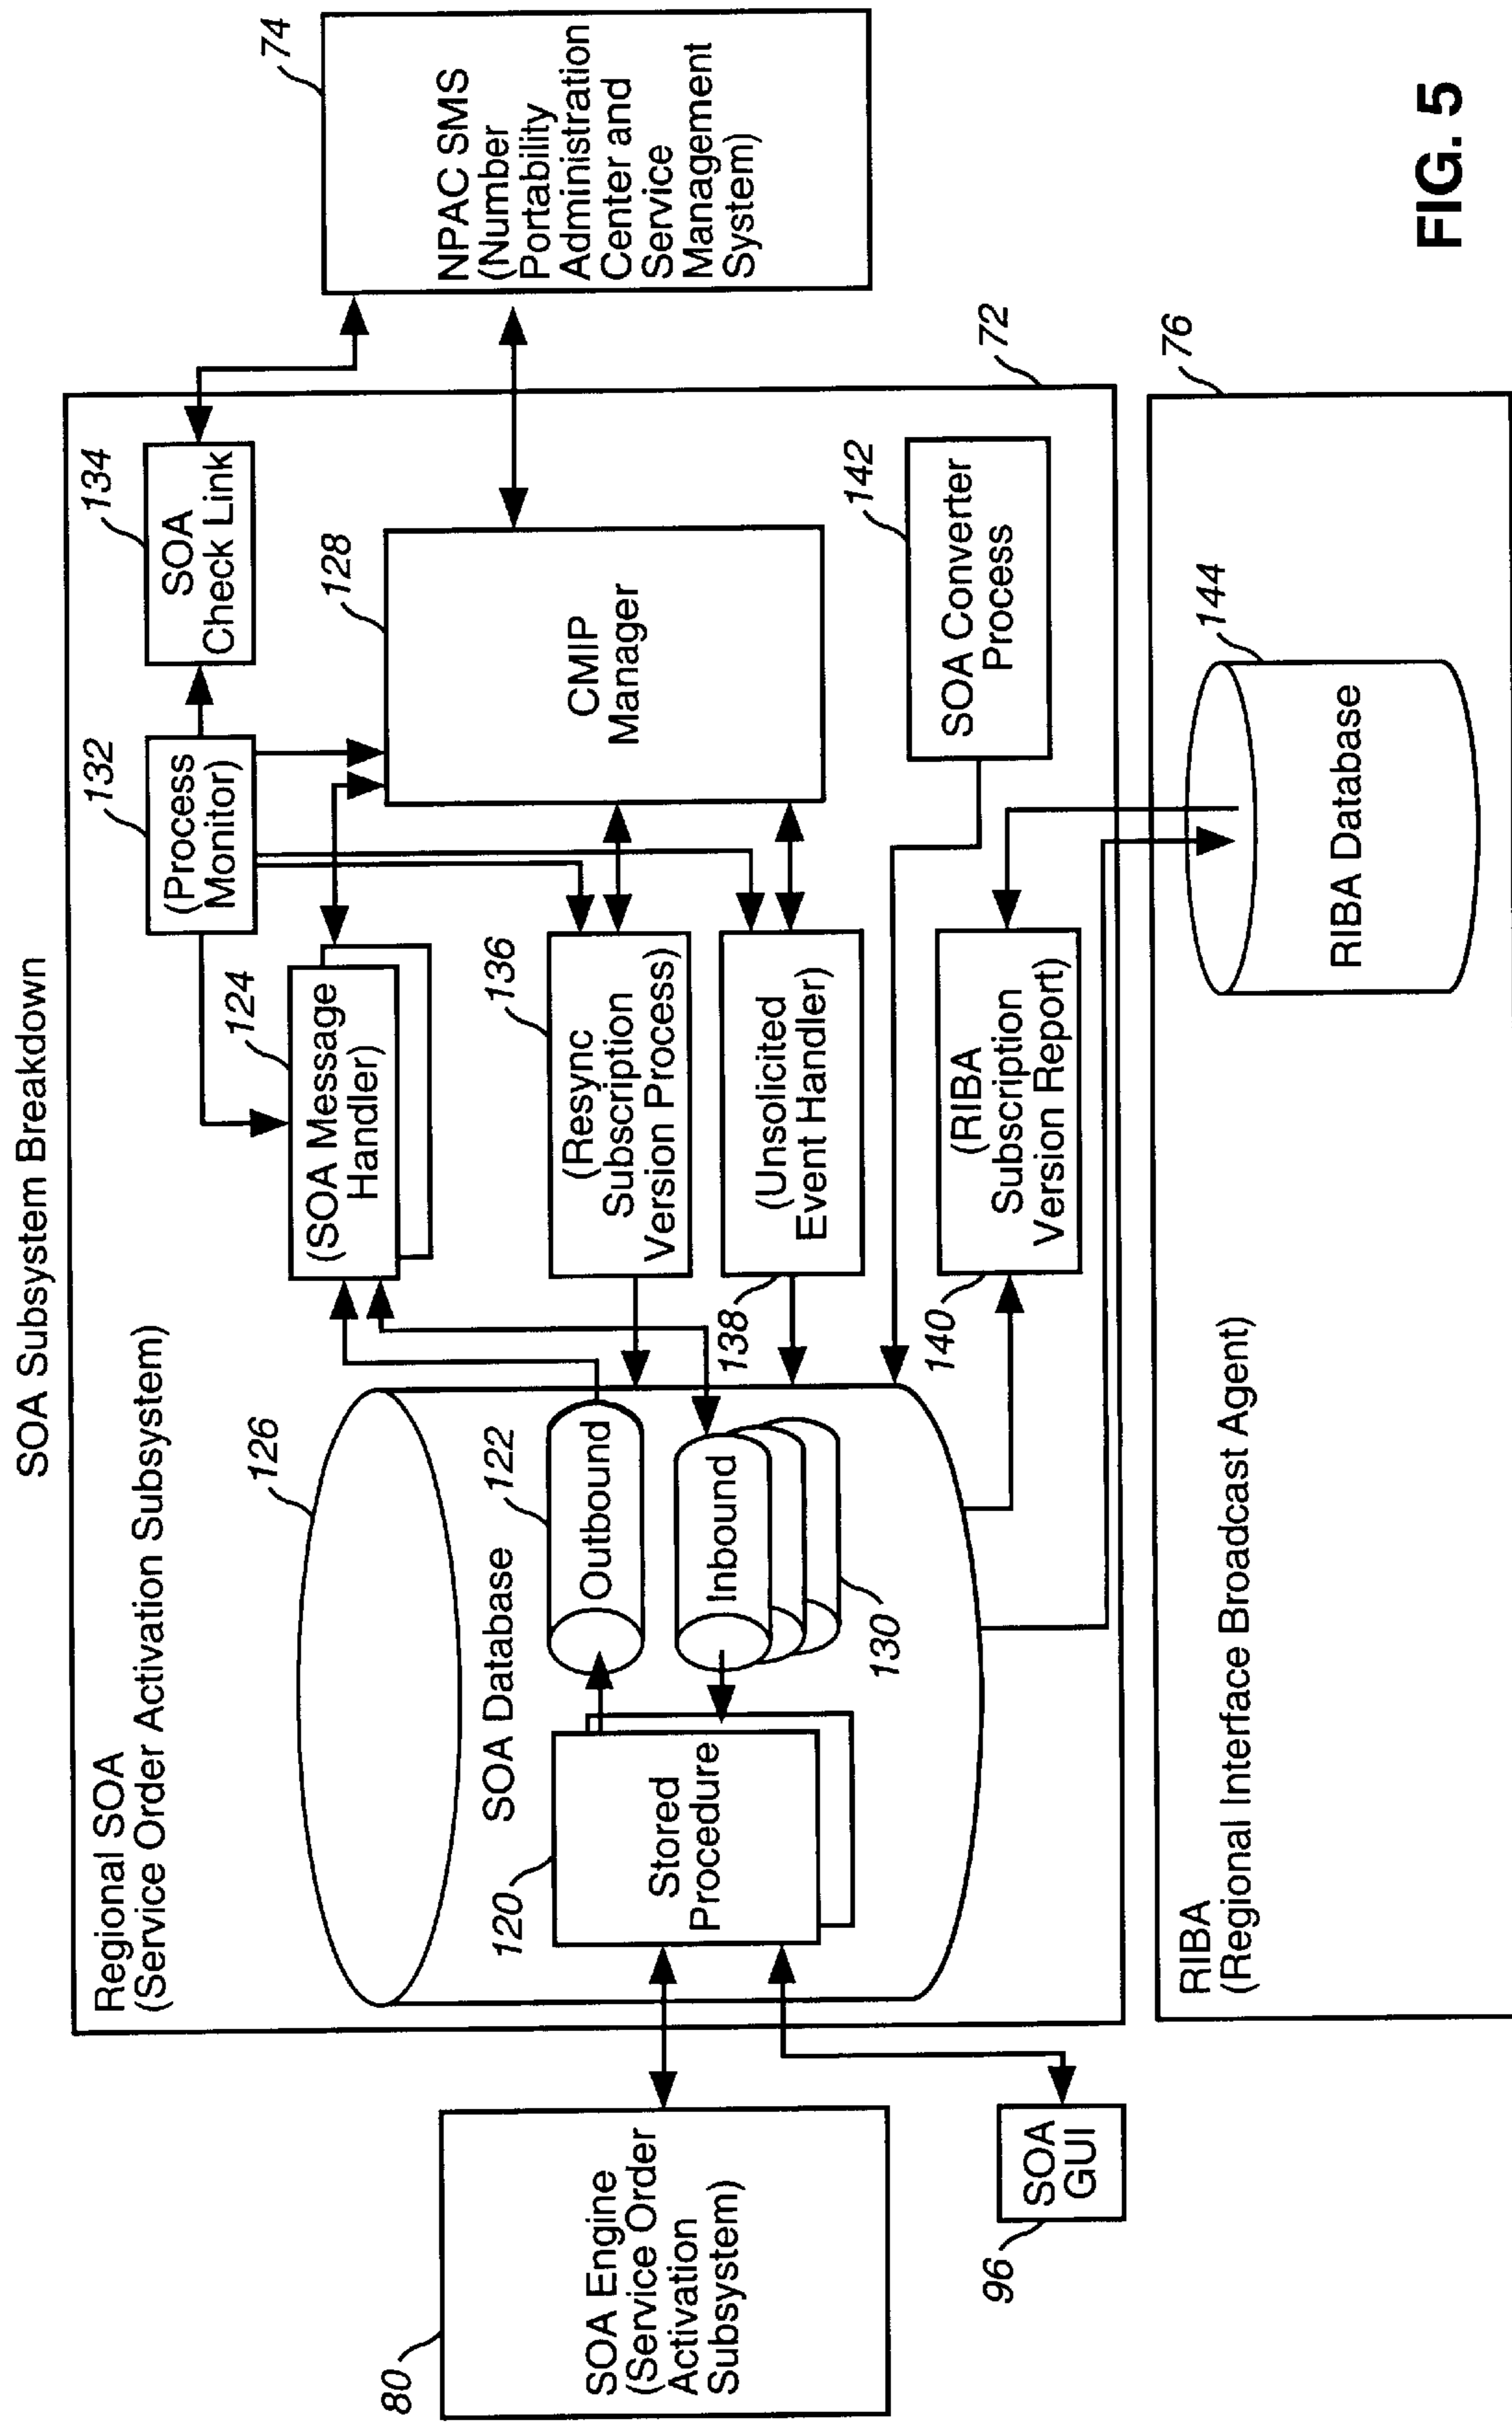 SOA Subsystem Breakdown
Regional SOA
(Service Order Activation Subsystem)
126
SOA Database
120
Stored
Procedure
122
Outbound
Inbound
130
124
(SOA Message
Handler)
132
(Process
Monitor)
134
SOA
Check Link
136
(Resync
Subscription
Version Process)
128
CMIP
Manager
138
(Unsolicited
Event Handler)
140
(RIBA
Subscription
Version Report)
142
SOA Converter
Process
72
74
NPAC SMS
(Number
Portability
Administration
Center and
Service
Management
System)
80
SOA Engine
(Service Order
Activation
Subsystem)
96
SOA
GUI
RIBA
(Regional Interface Broadcast Agent)
76
144
RIBA Database
FIG. 5